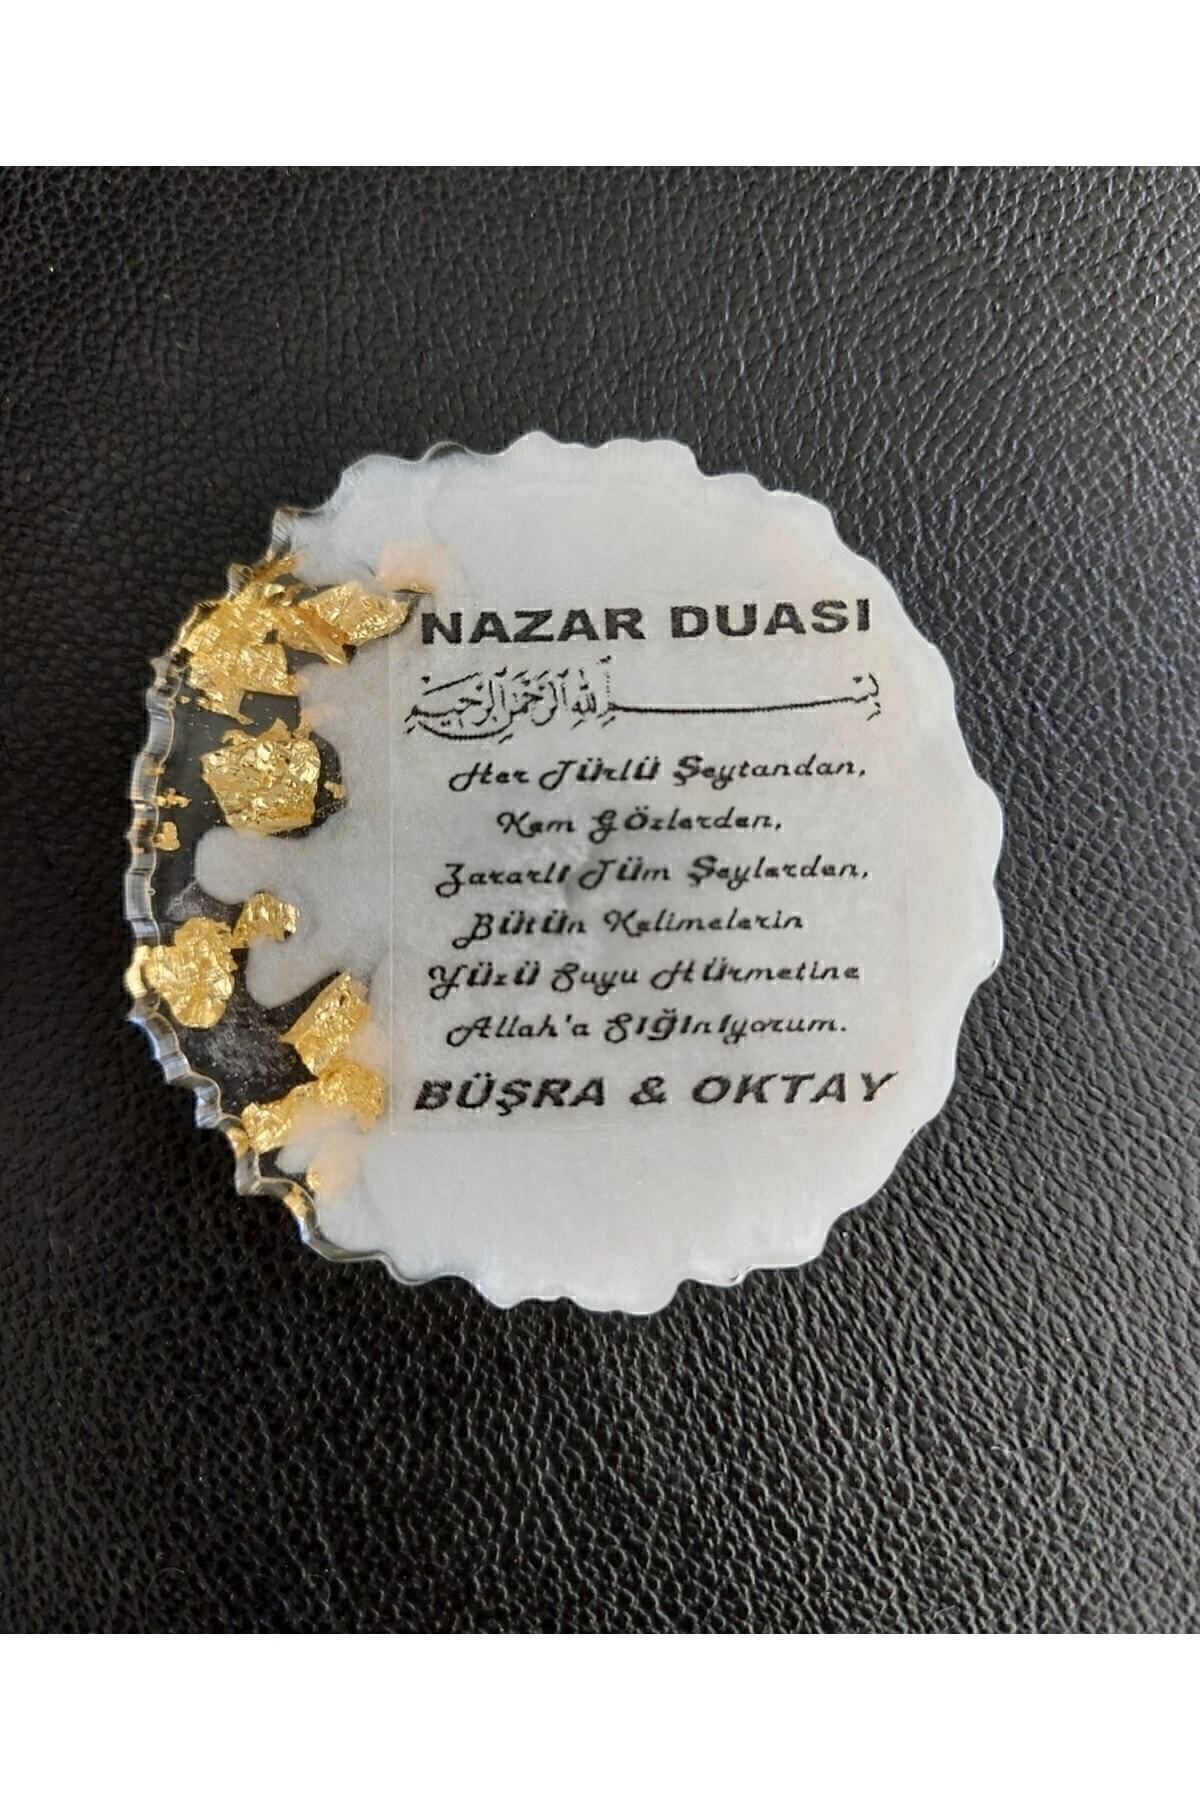 NAZAR DUASI
بسم الله الرحمن الرحيم
Her Türlü Şeytandan,
Kem Gözlerden,
Zararlı Tüm Şeylerden,
Bütün Kelimelerin
Yüzü Suyu Hürmetine
Allah'a Sığınıyorum.
BÜŞRA & OKTAY